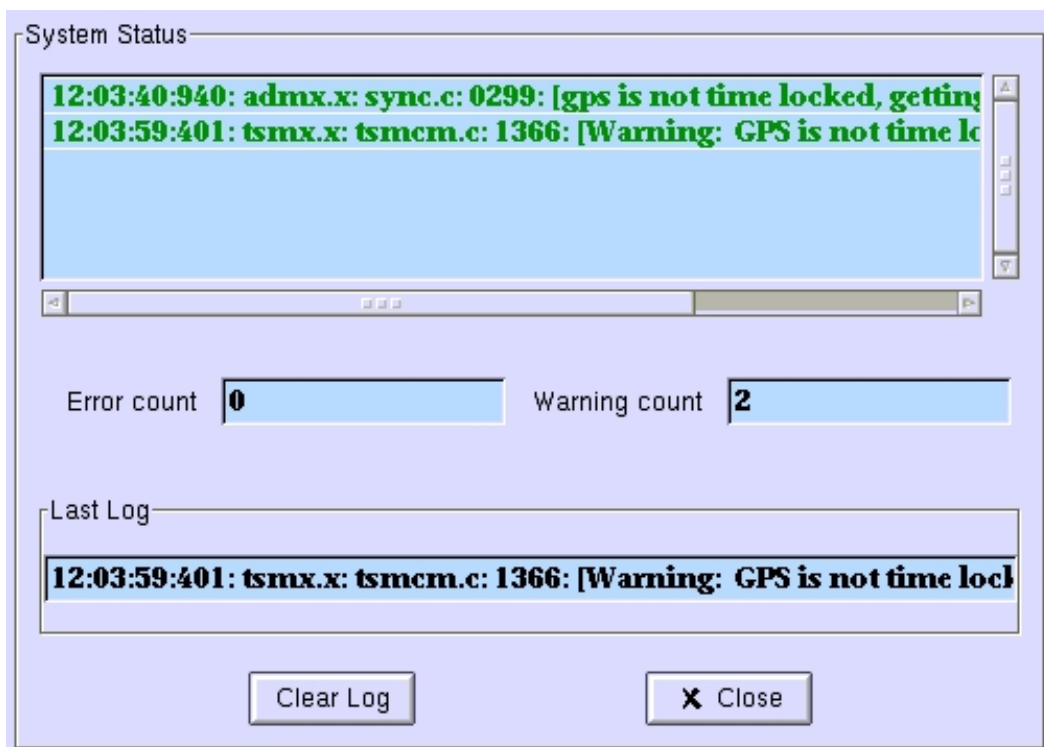 System Status
12:03:40:940: admx.x: sync.c: 0299: [gps is not time locked, getting
12:03:59:401: tsmx.x: tsmcm.c: 1366: [Warning:  GPS is not time lo
Error count 0 Warning count 2
Last Log
12:03:59:401: tsmx.x: tsmcm.c: 1366: [Warning:  GPS is not time lock
Clear Log X Close